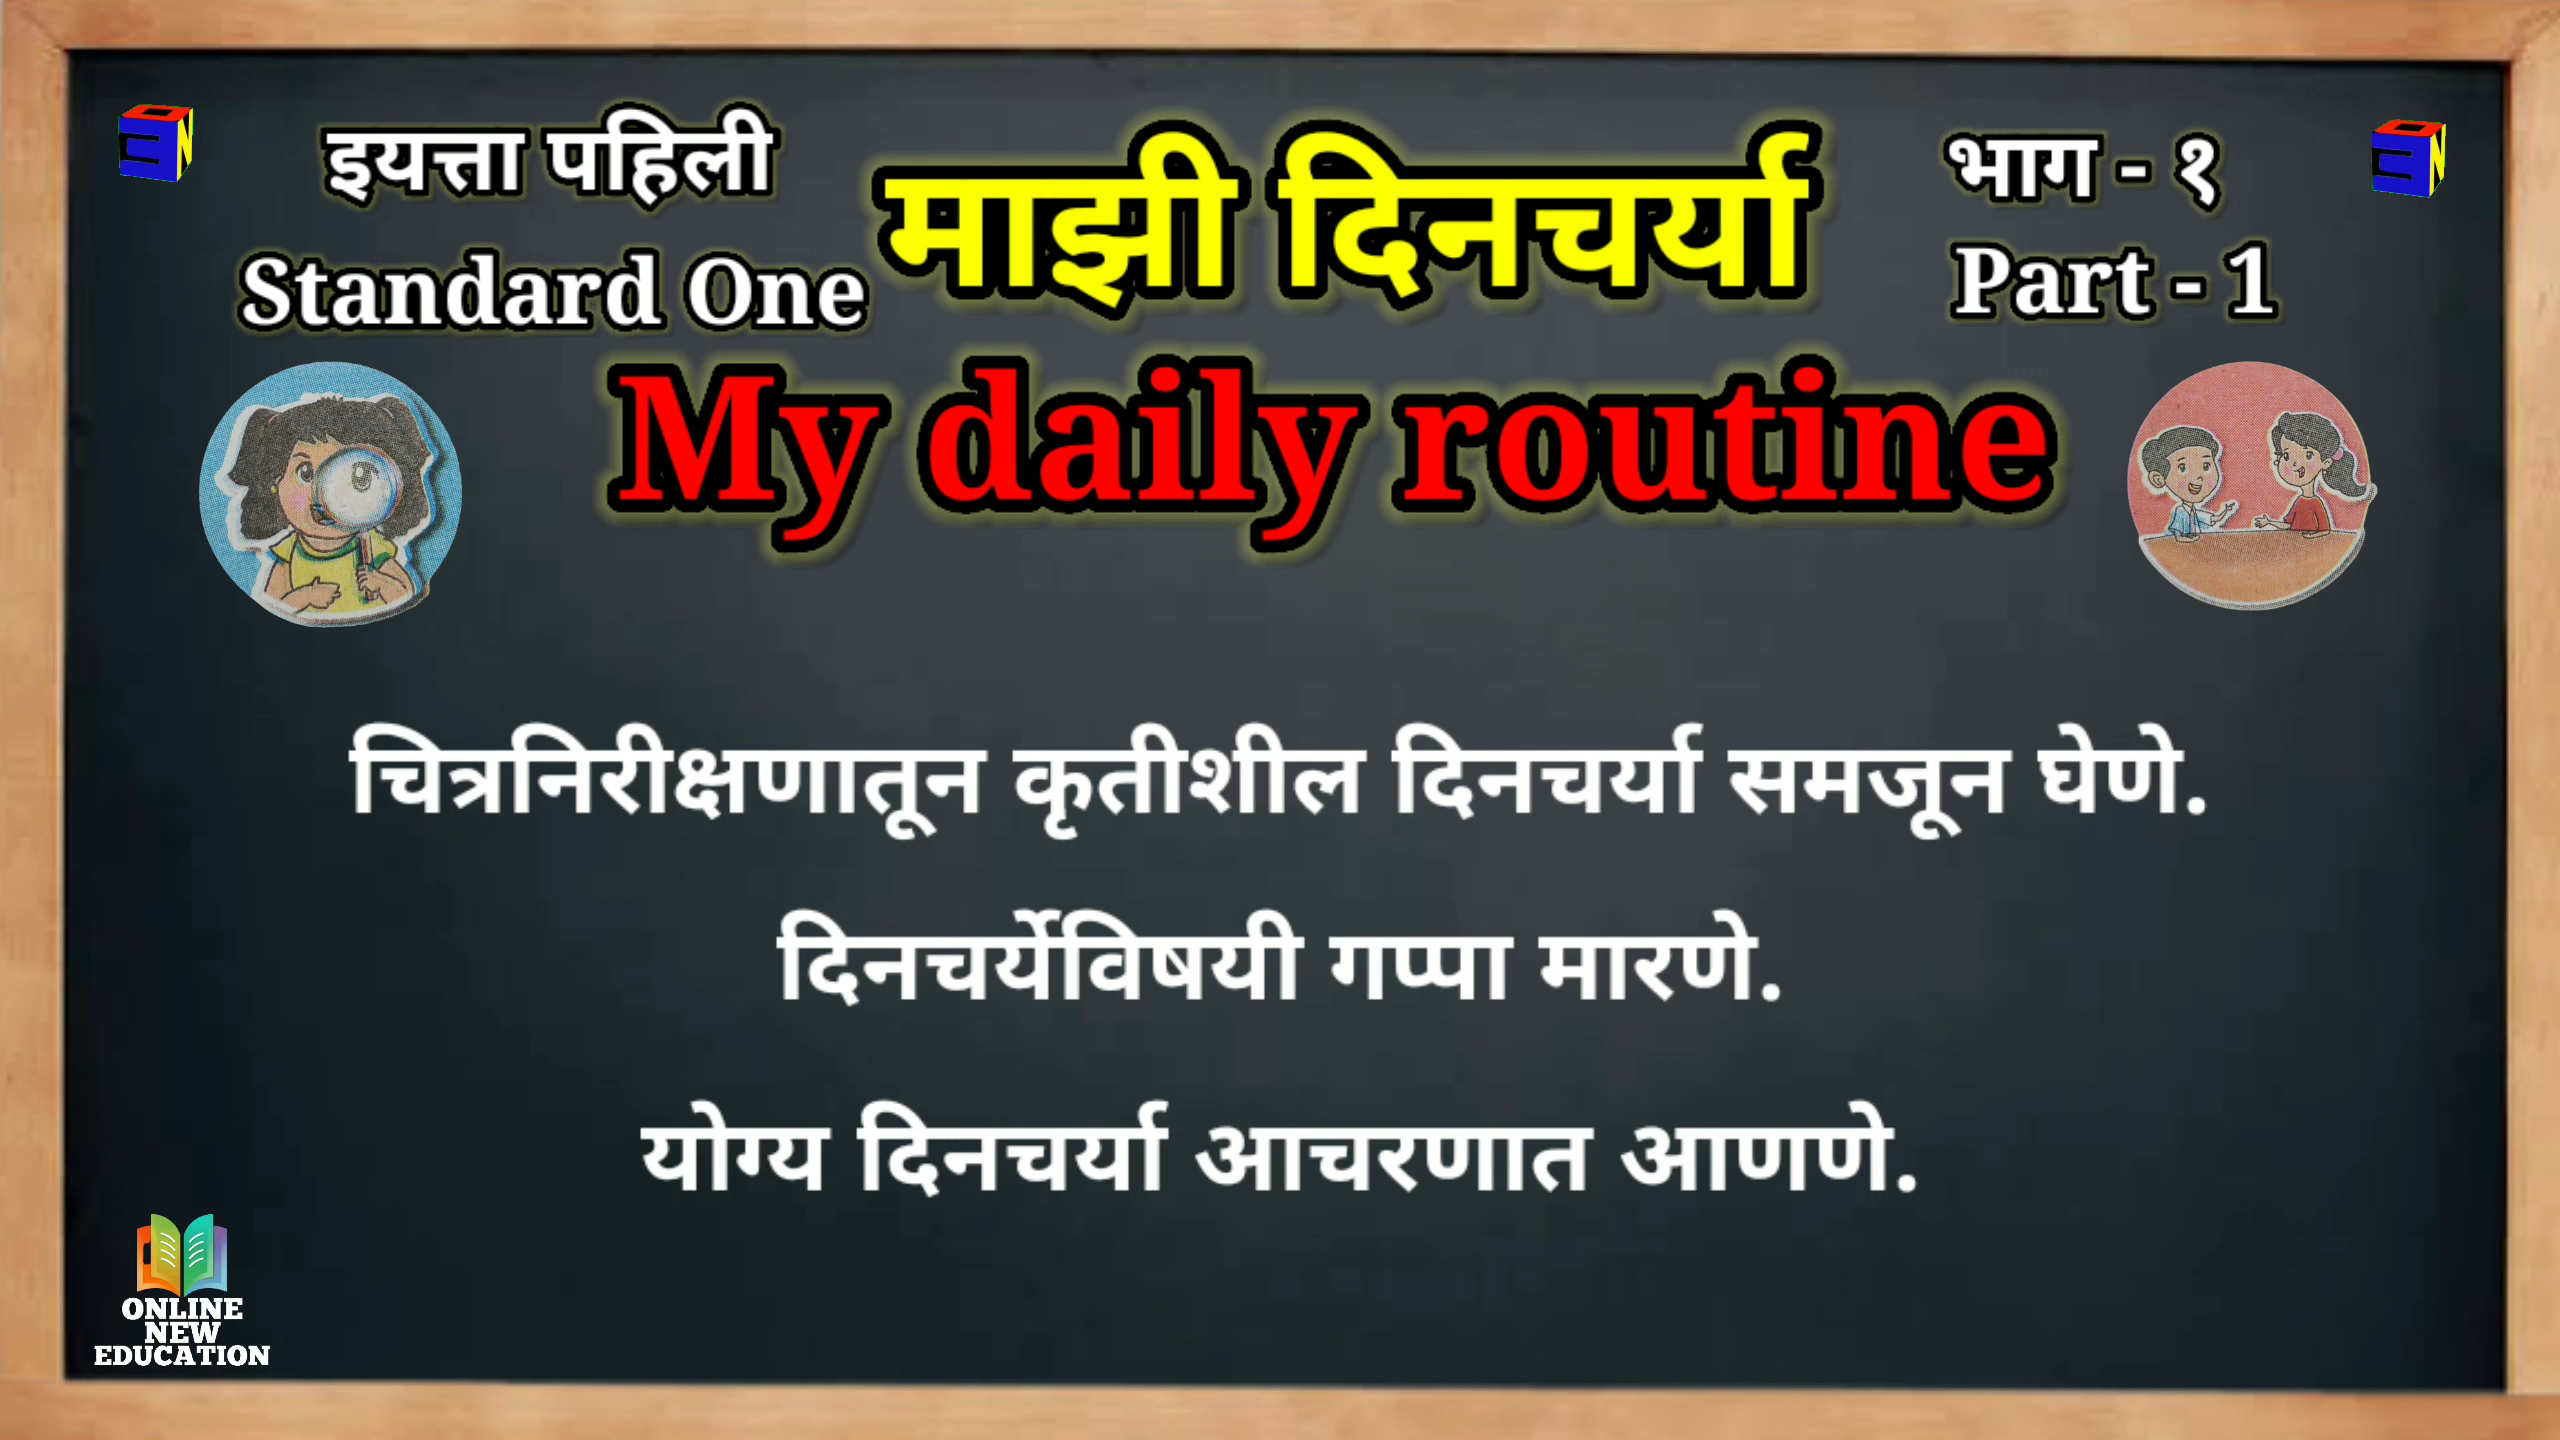 इयत्ता पहिली
Standard One
माझी दिनचर्या
भाग - १
Part - 1
My daily routine
चित्रनिरीक्षणातून कृतीशील दिनचर्या समजून घेणे.
दिनचर्येविषयी गप्पा मारणे.
योग्य दिनचर्या आचरणात आणणे.
ONLINE
NEW
EDUCATION